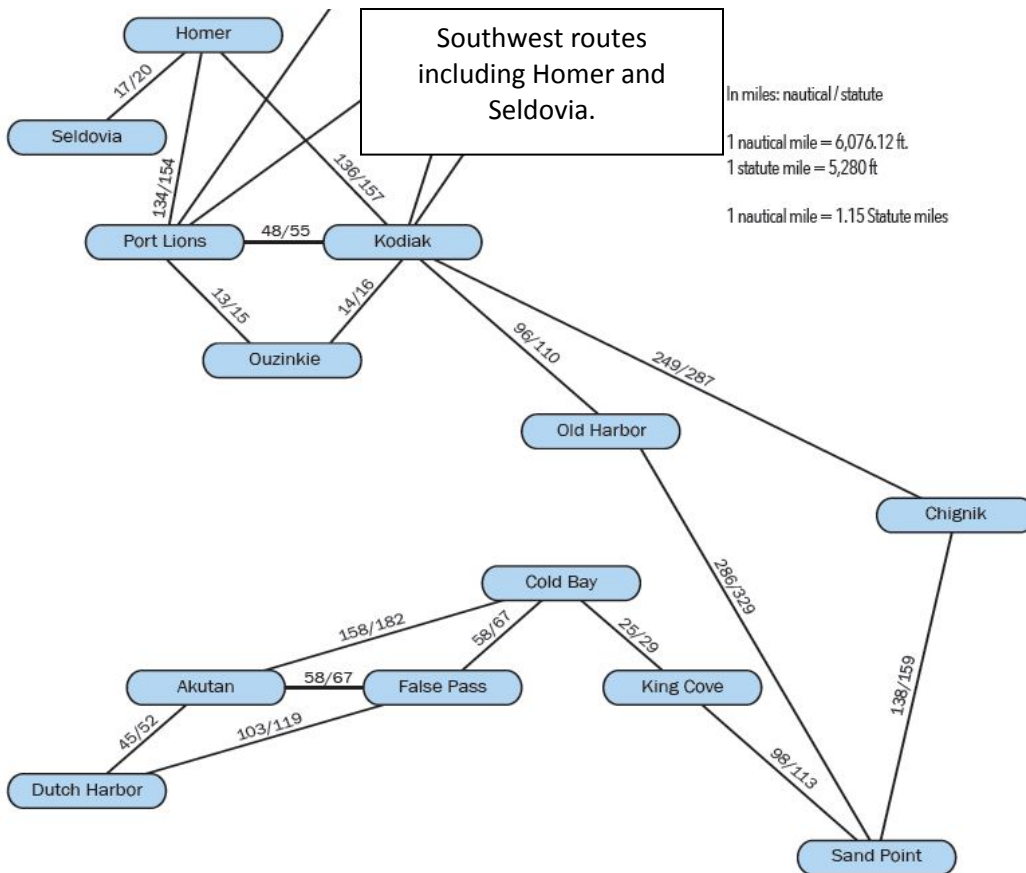 Homer
Southwest routes
including Homer and
Seldovia.
In miles: nautical / statute
1 nautical mile = 6,076.12 ft.
1 statute mile = 5,280 ft
1 nautical mile = 1.15 Statute miles
17/20
Seldovia
134/154
136/157
Port Lions
48/55
Kodiak
13/15
14/16
Ouzinkie
96/110
249/287
Old Harbor
Chignik
286/329
138/159
Cold Bay
158/182
58/67
25/29
Akutan
58/67
False Pass
King Cove
45/52
103/119
98/113
Dutch Harbor
Sand Point